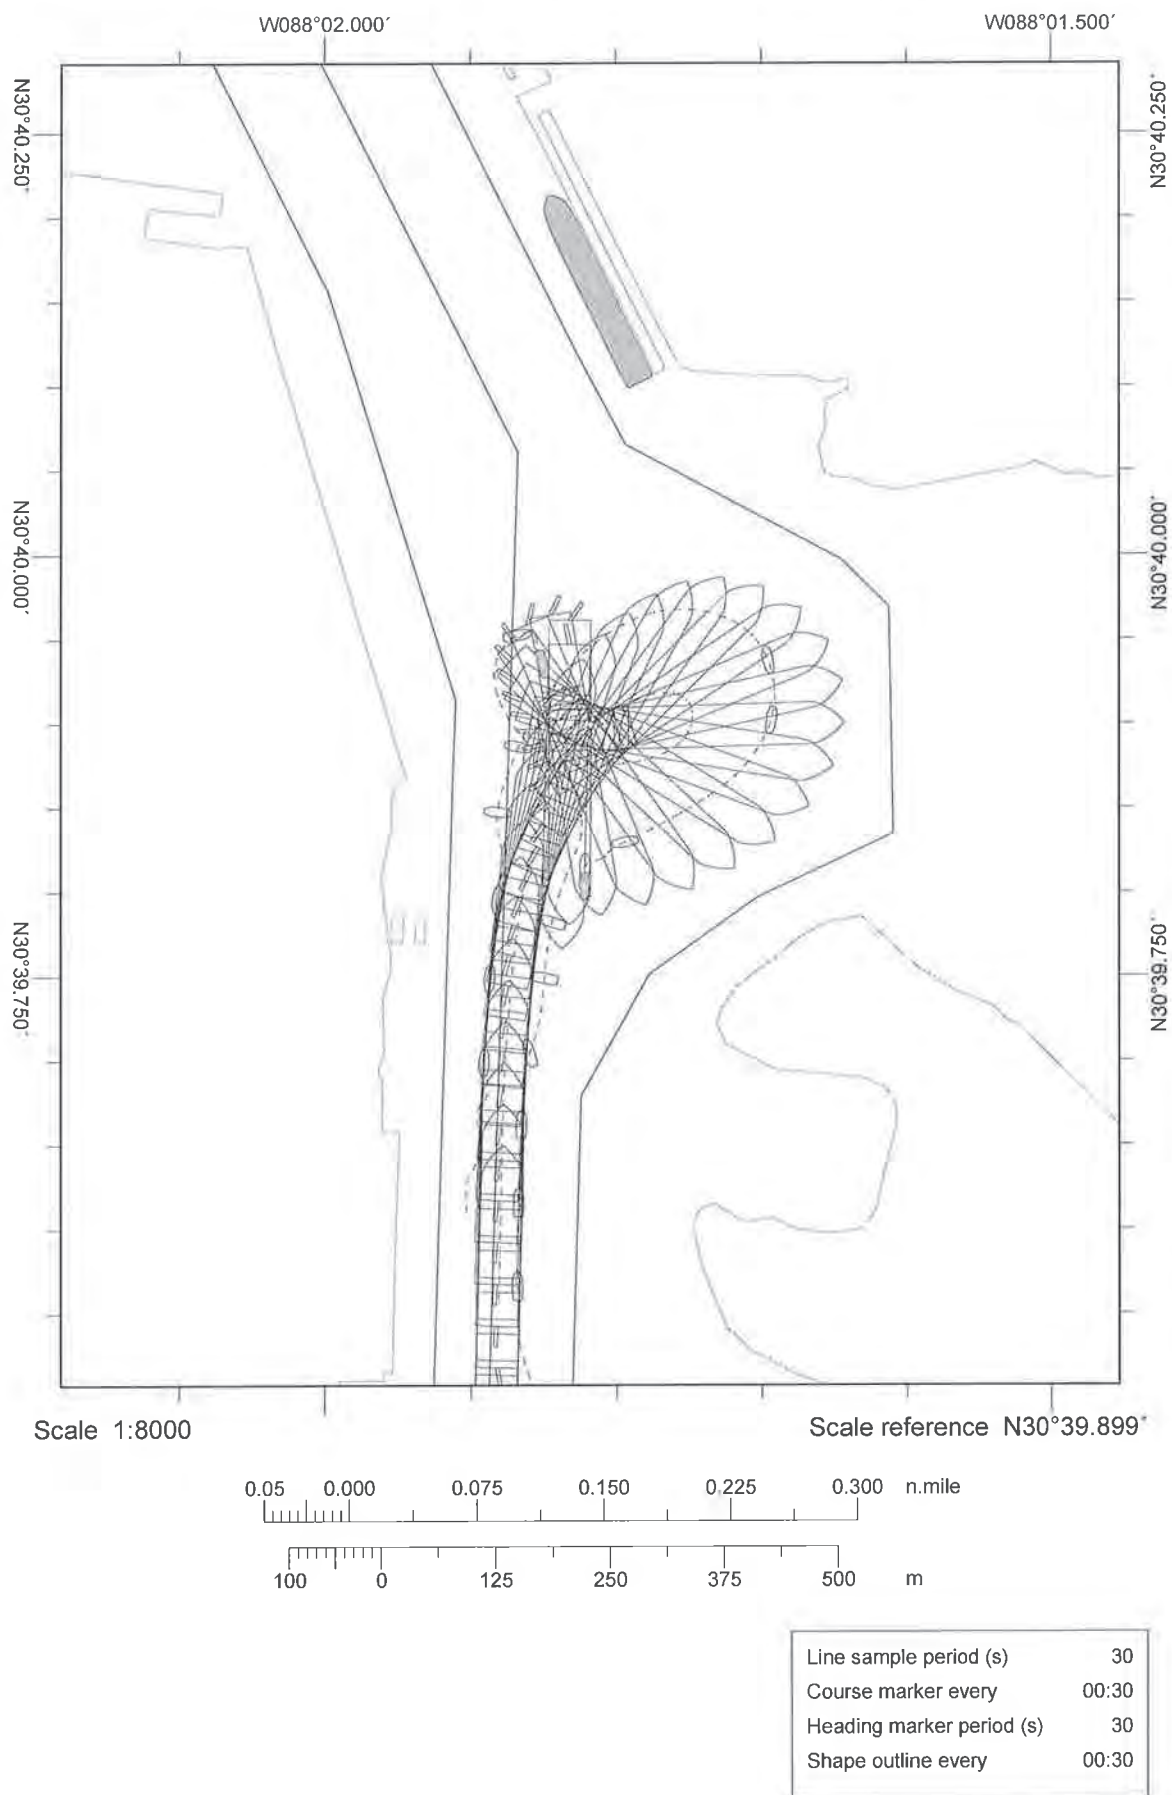 W088°02.000´ W088°01.500´
N30°40.250´ N30°40.250´
N30°40.000´ N30°40.000´
N30°39.750´ N30°39.750´
Scale 1:8000 Scale reference N30°39.899´
0.05 0.000 0.075 0.150 0.225 0.300 n.mile
100 0 125 250 375 500 m
Line sample period (s) 30
Course marker every 00:30
Heading marker period (s) 30
Shape outline every 00:30